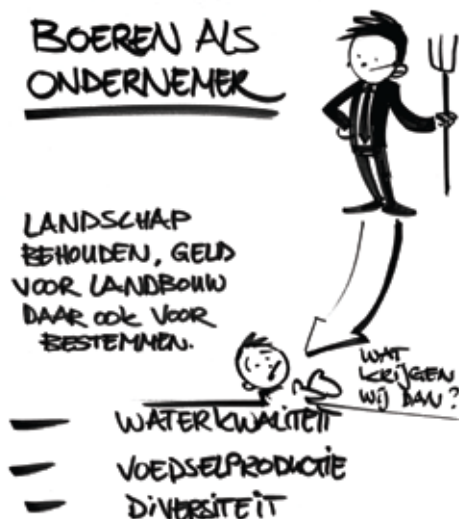 BOEREN ALS
ONDERNEMER
LANDSCHAP
BEHOUDEN, GELD
VOOR LANDBOUW
DAAR OOK VOOR
BESTEMMEN.
WAT
KRIJGEN
WIJ DAN?
- WATERKWALITEIT
- VOEDSELPRODUCTIE
- DIVERSITEIT